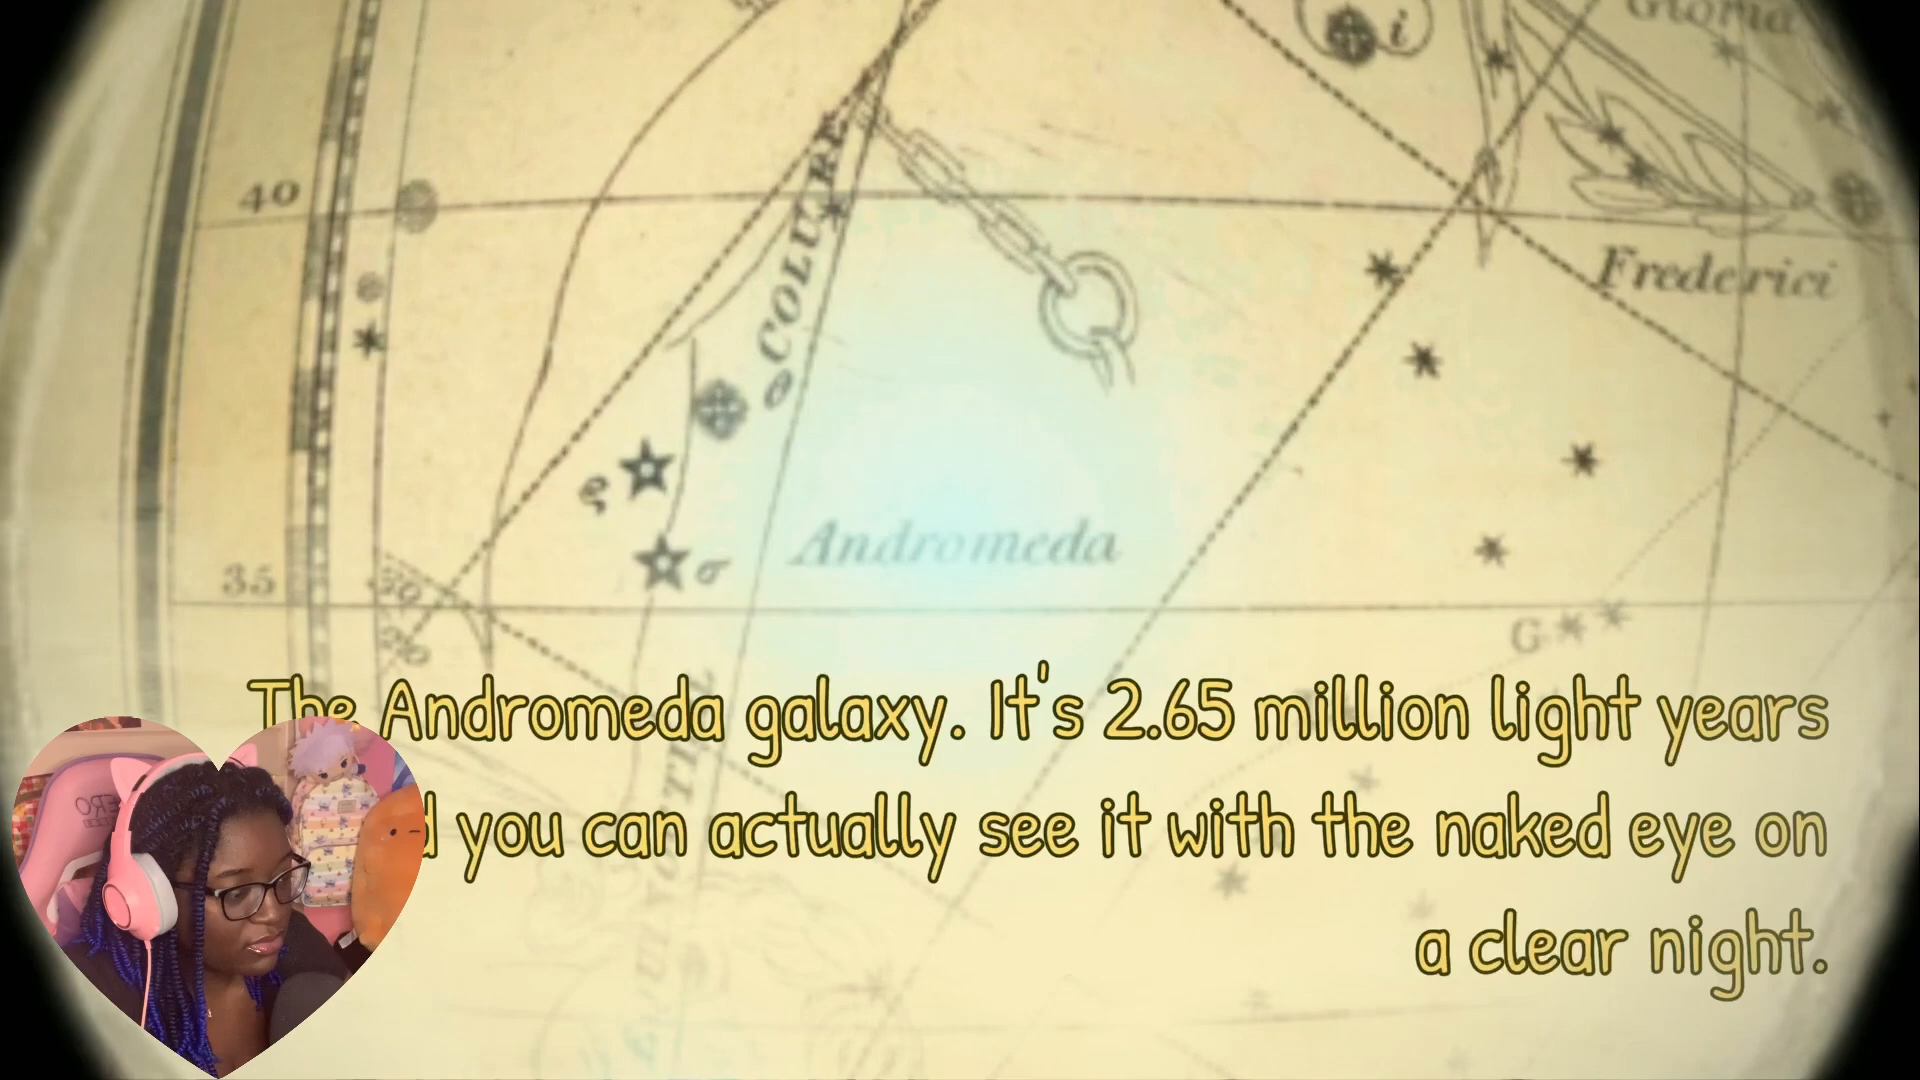 i
Gloria
40
COLURE
Frederici
ϱ
σ
Andromeda
35
G
The Andromeda galaxy. It's 2.65 million light years
you can actually see it with the naked eye on
a clear night.